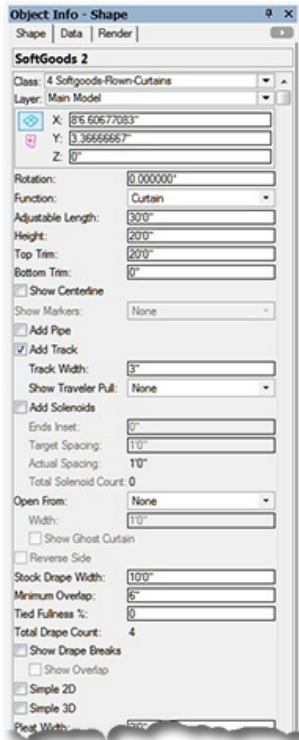 Object Info - Shape
Shape Data Render
SoftGoods 2
Class: 4 Softgoods-Flown-Curtains
Layer: Main Model
X: 8'6.60677083"
Y: 3.36666667"
Z: 0"
Rotation: 0.000000°
Function: Curtain
Adjustable Length: 30'0"
Height: 20'0"
Top Trim: 20'0"
Bottom Trim: 0"
Show Centerline
Show Markers: None
Add Pipe
Add Track
Track Width: 3"
Show Traveler Pull: None
Add Solenoids
Ends Inset: 0"
Target Spacing: 1'0"
Actual Spacing: 1'0"
Total Solenoid Count: 0
Open From: None
Width: 1'0"
Show Ghost Curtain
Reverse Side
Stock Drape Width: 10'0"
Minimum Overlap: 6"
Tied Fullness %: 0
Total Drape Count: 4
Show Drape Breaks
Show Overlap
Simple 2D
Simple 3D
Pleat Width: